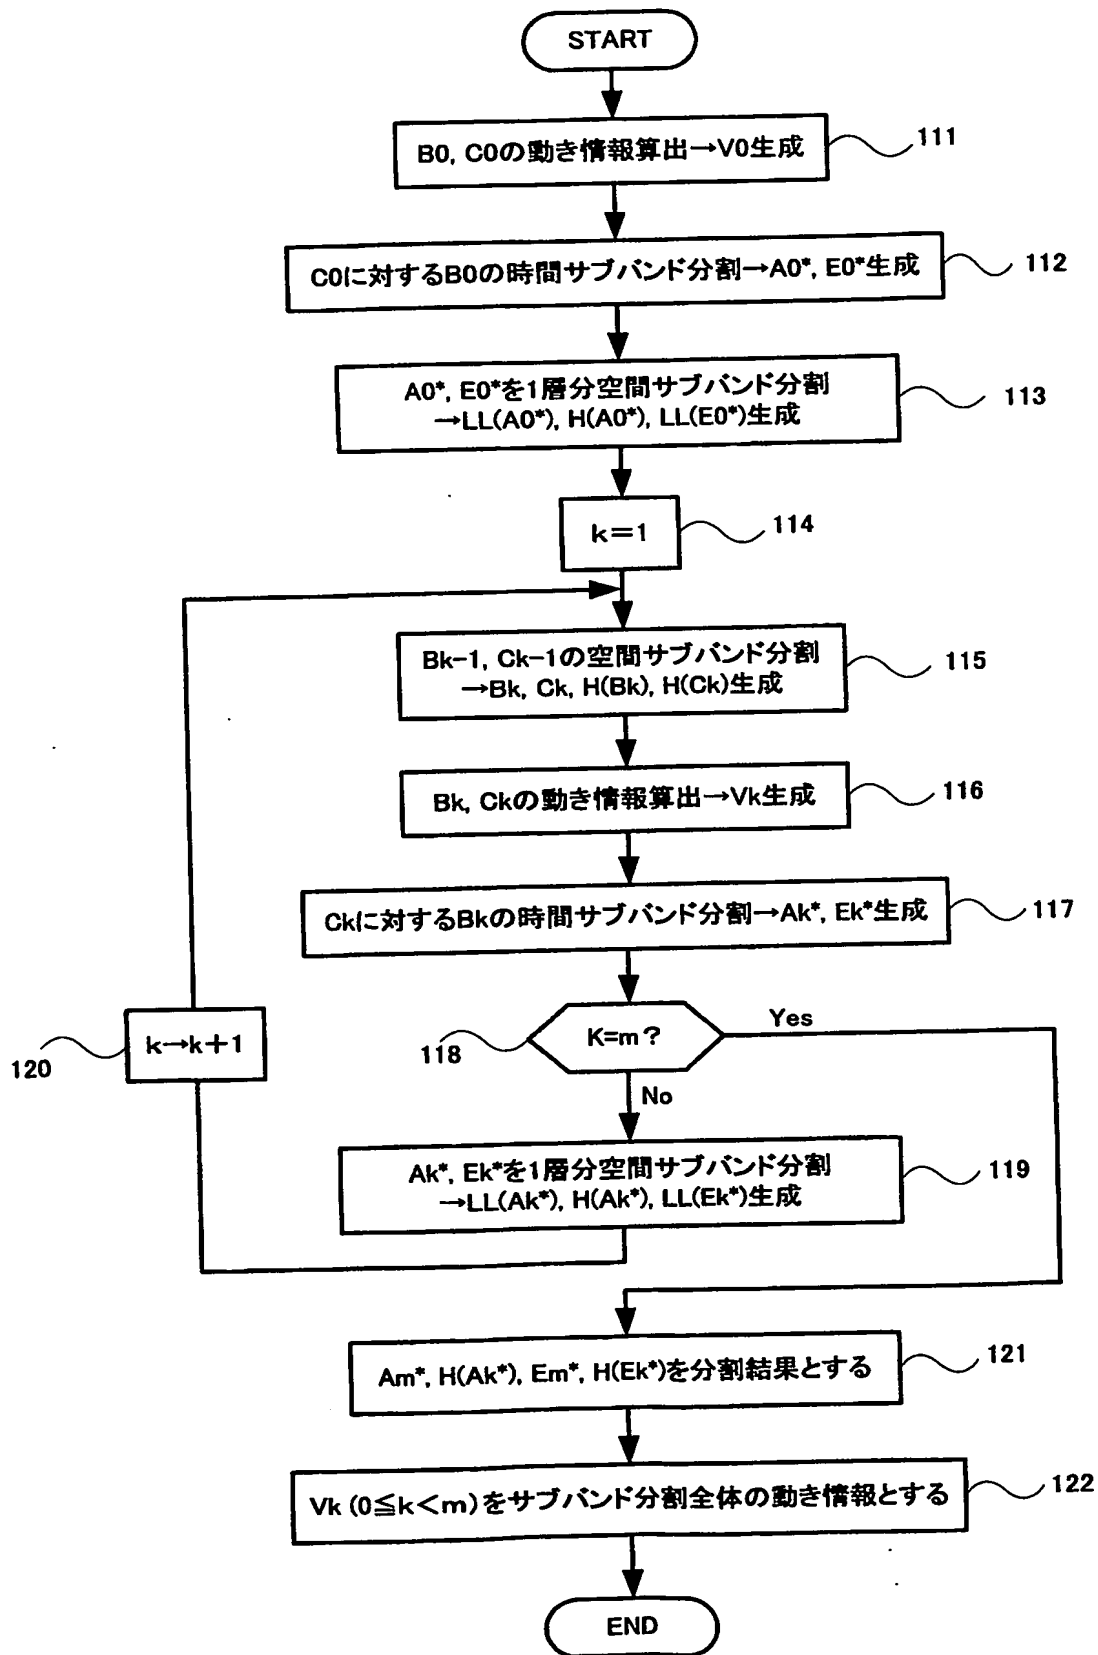 START
B0, C0の動き情報算出→V0生成
111
C0に対するB0の時間サブバンド分割→A0*, E0*生成
112
A0*, E0*を1層分空間サブバンド分割
→LL(A0*), H(A0*), LL(E0*)生成
113
k=1
114
Bk-1, Ck-1の空間サブバンド分割
→Bk, Ck, H(Bk), H(Ck)生成
115
Bk, Ckの動き情報算出→Vk生成
116
Ckに対するBkの時間サブバンド分割→Ak*, Ek*生成
117
K=m?
118
Yes
No
k→k+1
120
Ak*, Ek*を1層分空間サブバンド分割
→LL(Ak*), H(Ak*), LL(Ek*)生成
119
Am*, H(Ak*), Em*, H(Ek*)を分割結果とする
121
Vk (0≦k<m)をサブバンド分割全体の動き情報とする
122
END